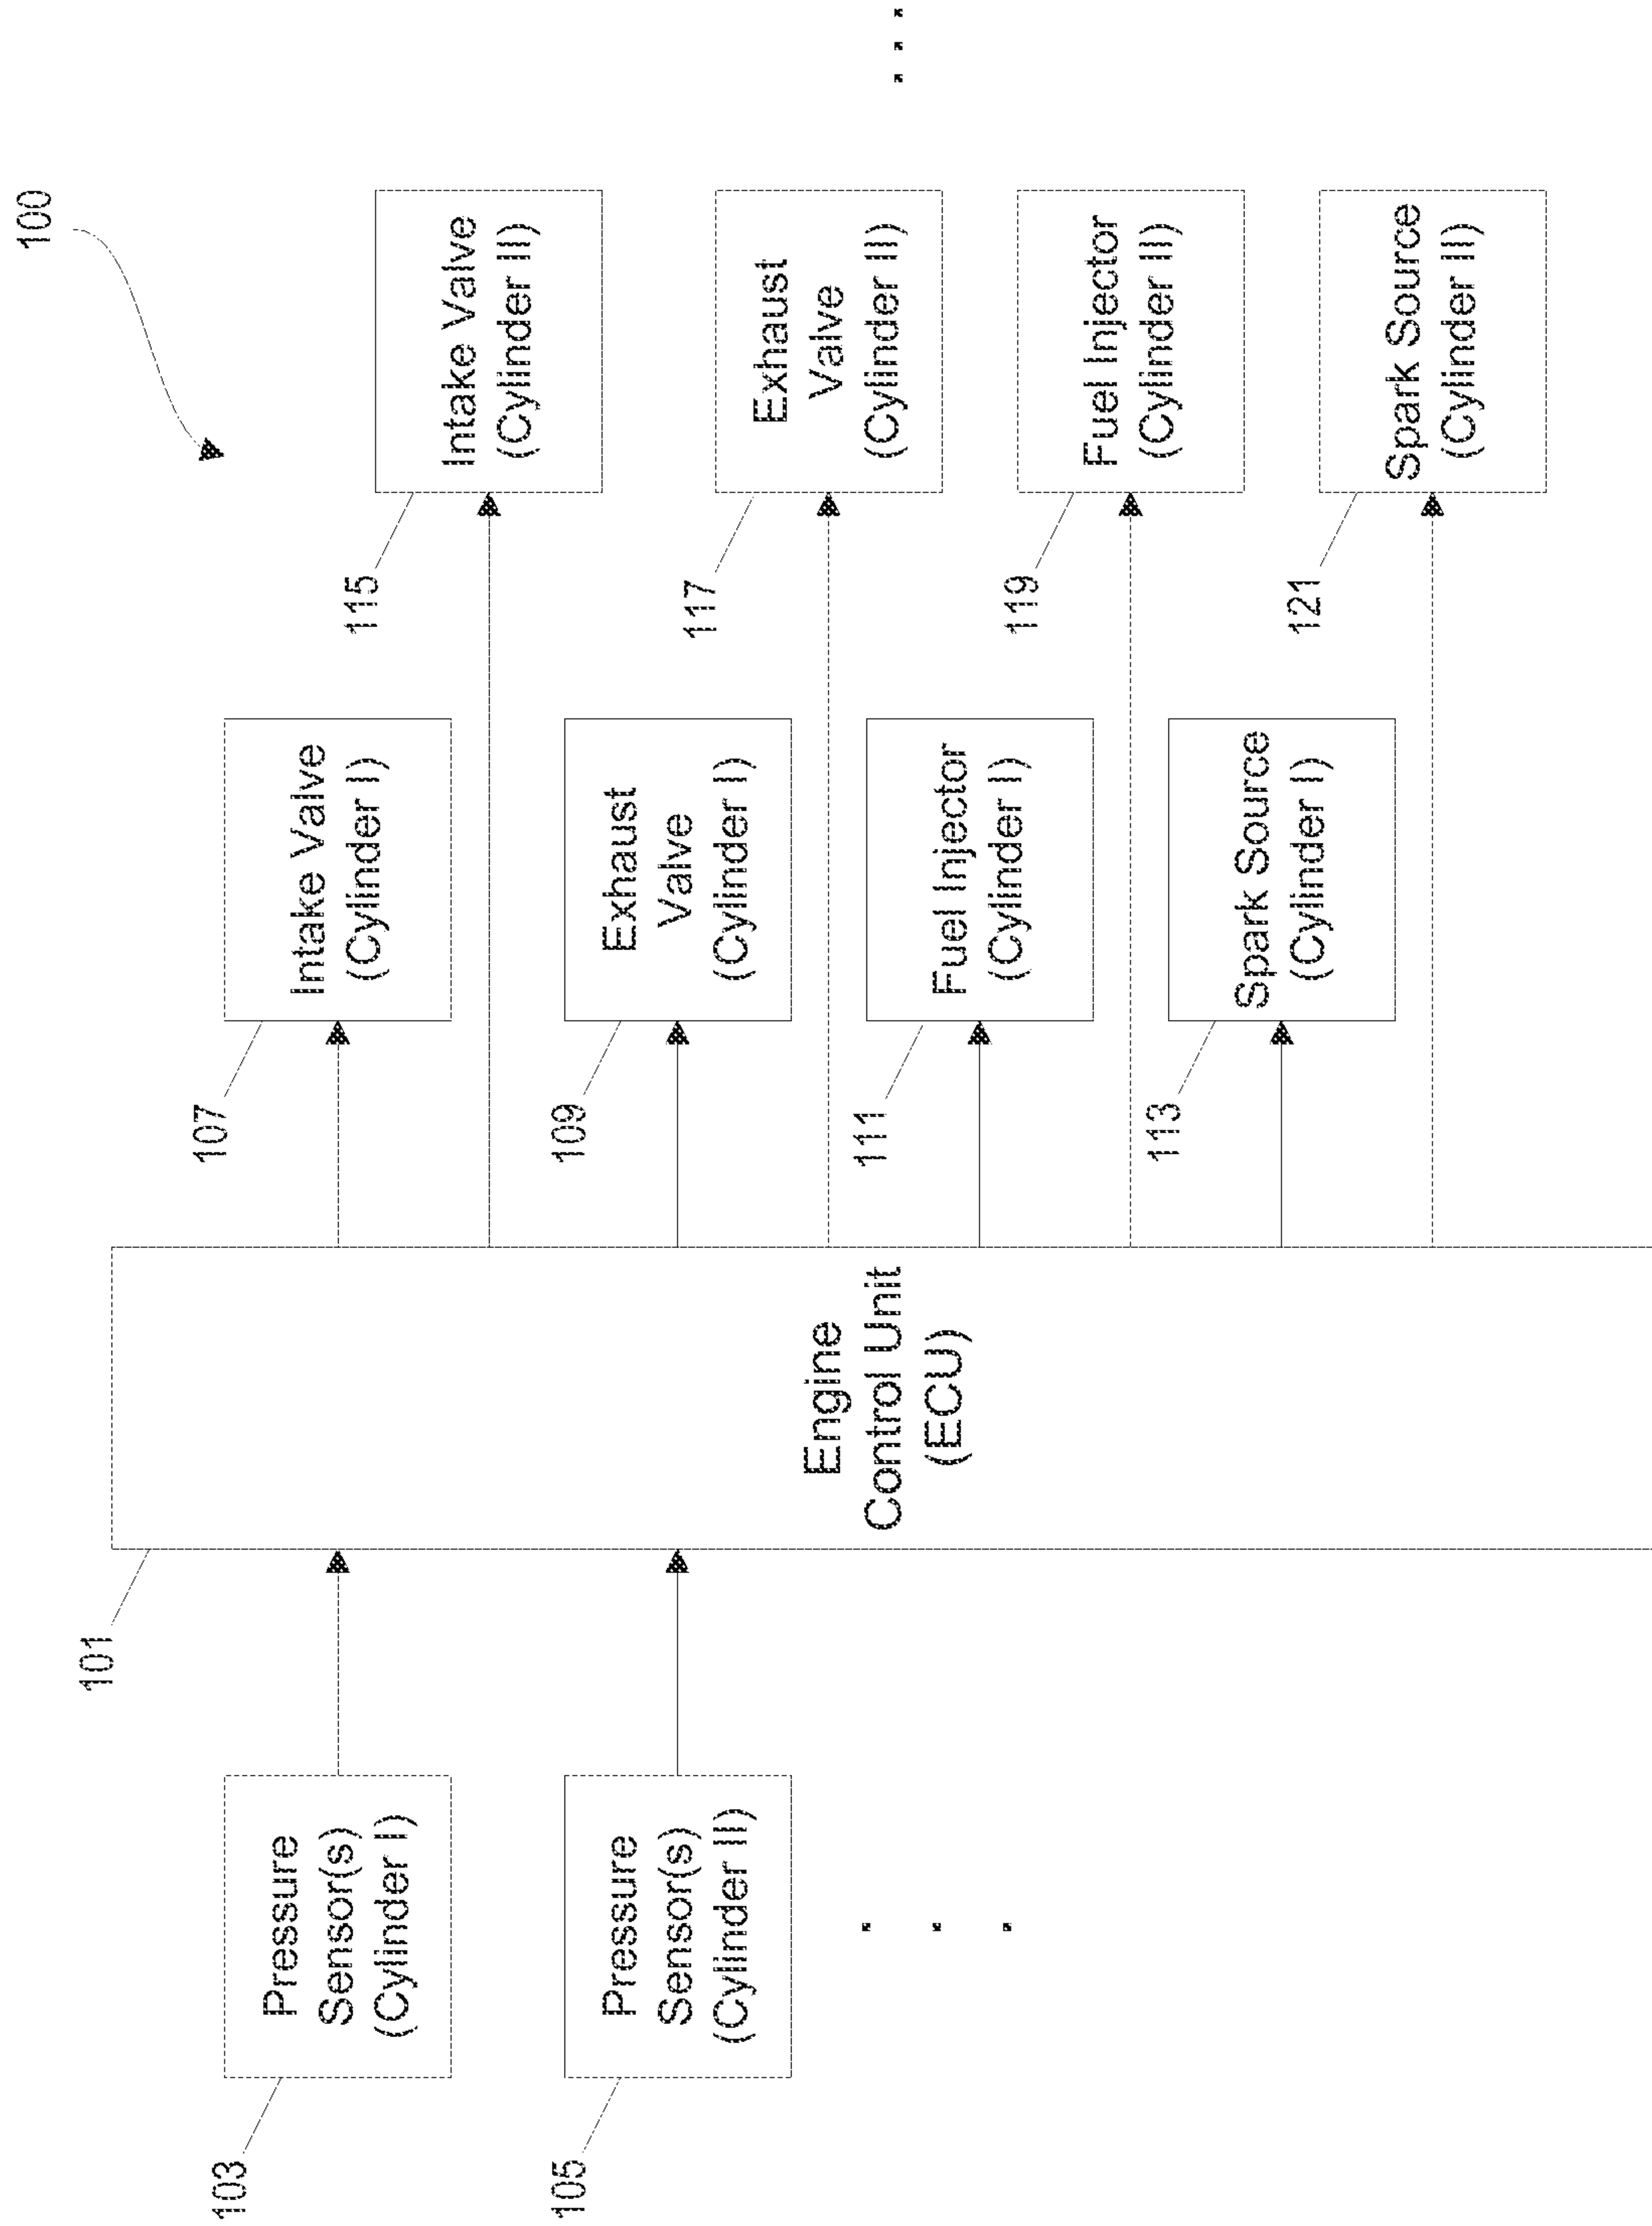 100
101
Engine
Control Unit
(ECU)
103
Pressure
Sensor(s)
(Cylinder I)
105
Pressure
Sensor(s)
(Cylinder II)
107
Intake Valve
(Cylinder I)
109
Exhaust
Valve
(Cylinder I)
111
Fuel Injector
(Cylinder I)
113
Spark Source
(Cylinder I)
115
Intake Valve
(Cylinder II)
117
Exhaust
Valve
(Cylinder II)
119
Fuel Injector
(Cylinder II)
121
Spark Source
(Cylinder II)